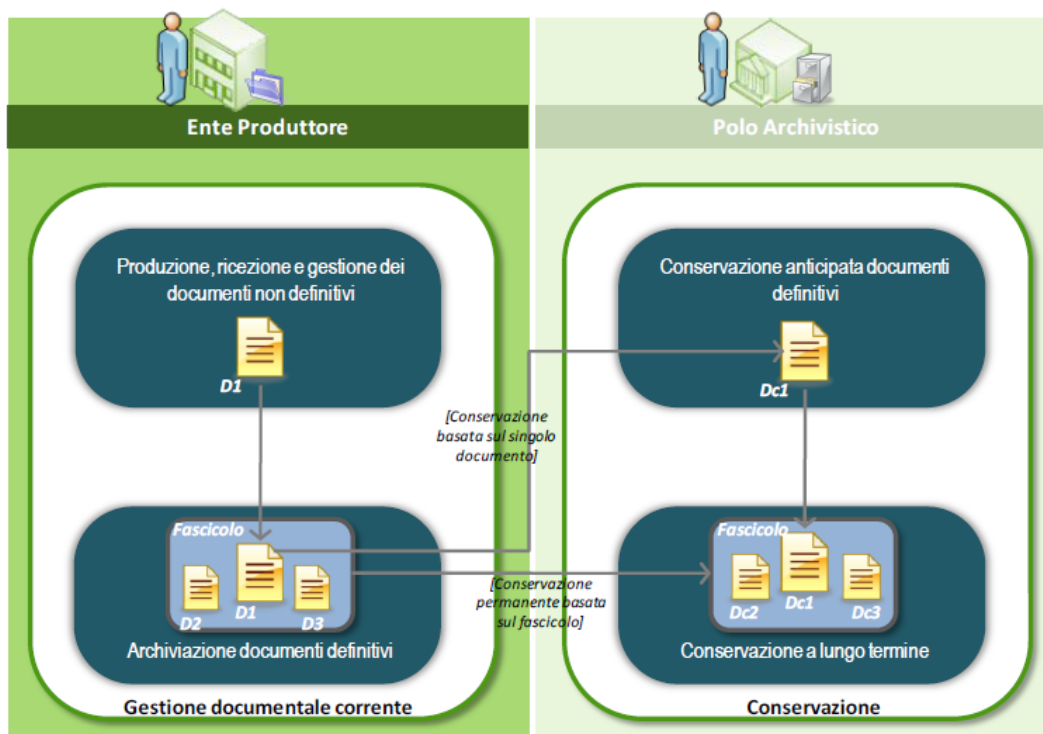 Ente Produttore
Polo Archivistico
Produzione, ricezione e gestione dei
documenti non definitivi
D1
Conservazione anticipata documenti
definitivi
Dc1
[Conservazione
basata sul singolo
documento]
Fascicolo
D2
D1
D3
Archiviazione documenti definitivi
[Conservazione
permanente basata
sul fascicolo]
Fascicolo
Dc2
Dc1
Dc3
Conservazione a lungo termine
Gestione documentale corrente
Conservazione